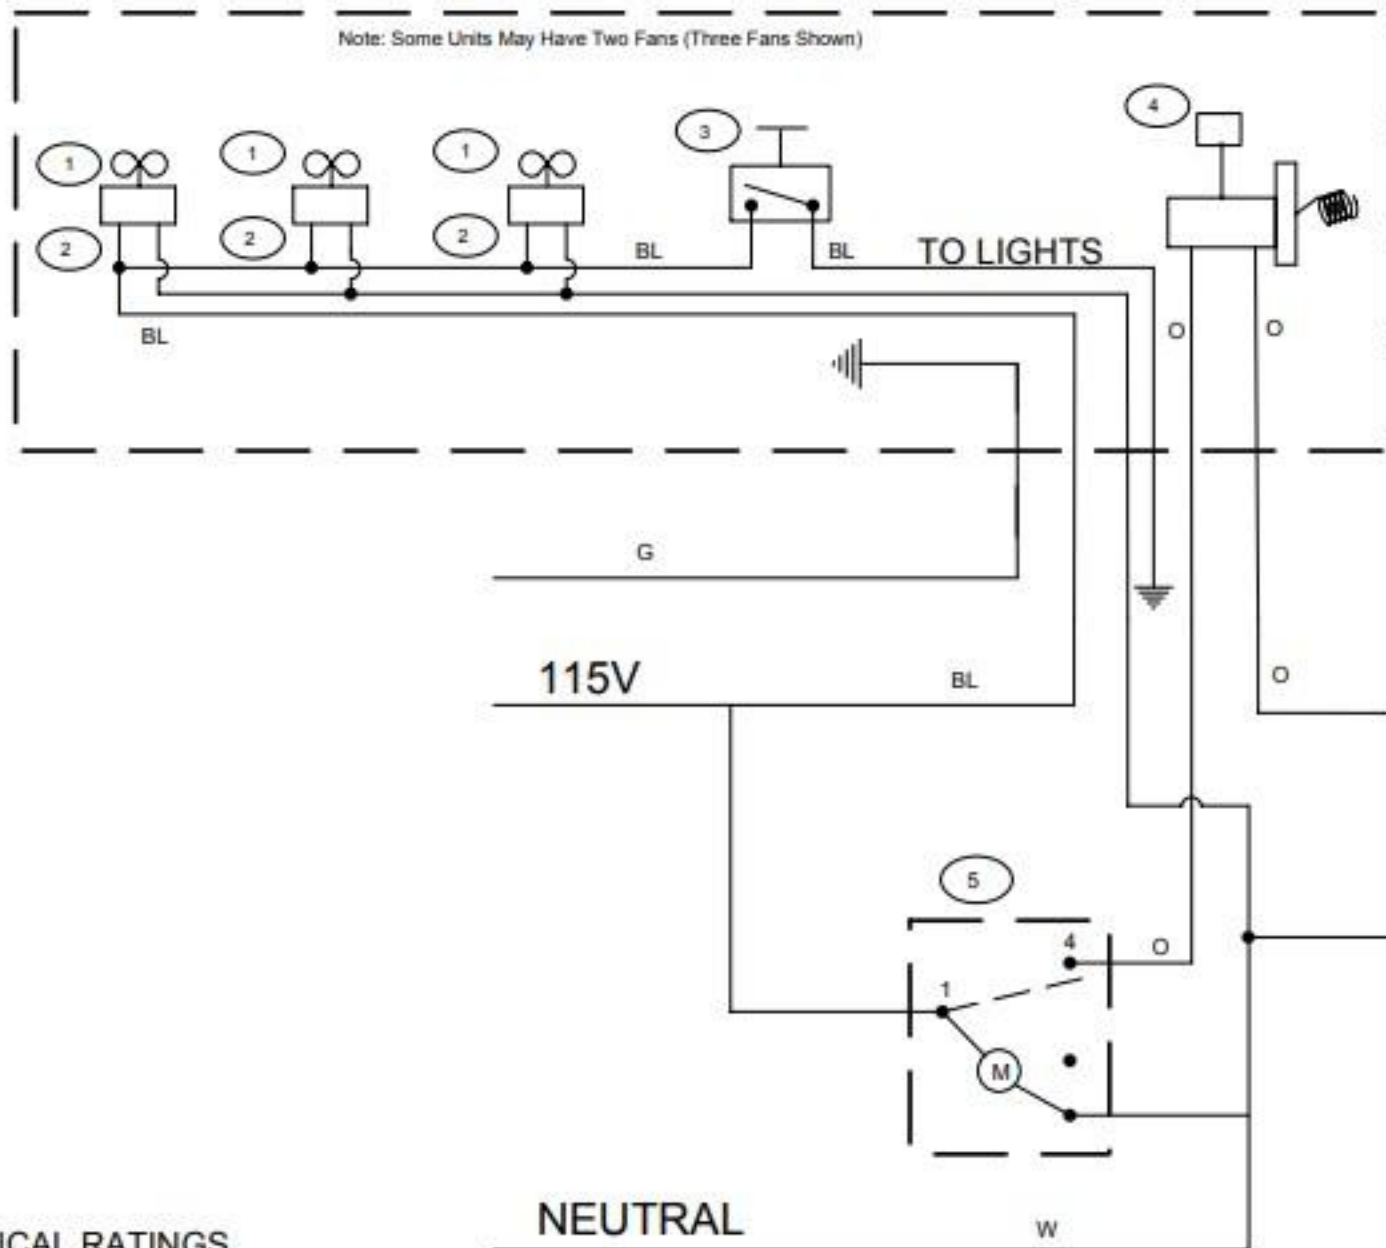 Note: Some Units May Have Two Fans (Three Fans Shown)
1
1
1
3
4
2
2
2
BL
BL
TO LIGHTS
BL
O
O
G
115V
BL
O
5
4
O
1
M
NEUTRAL
W
ICAL RATINGS